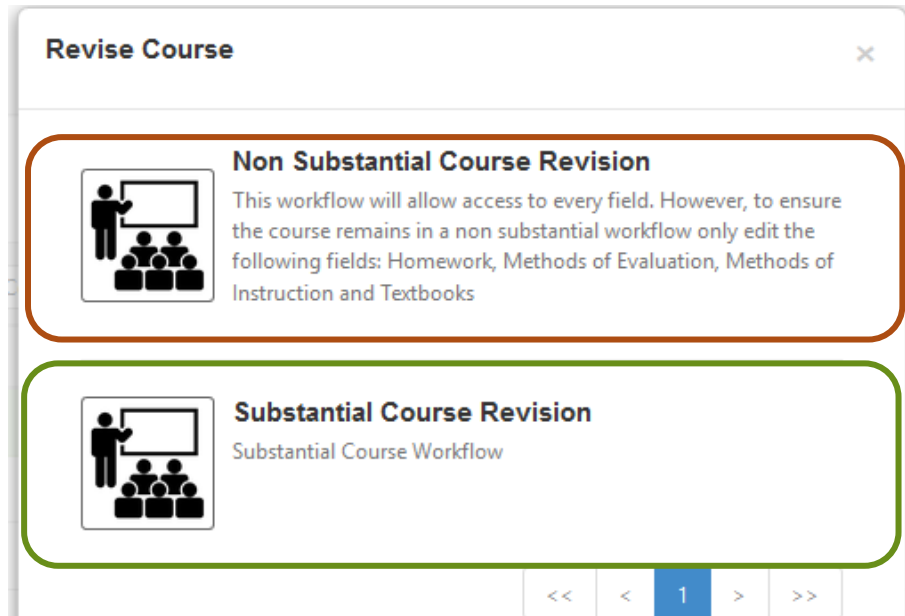 Revise Course
×
Non Substantial Course Revision
This workflow will allow access to every field. However, to ensure
the course remains in a non substantial workflow only edit the
following fields: Homework, Methods of Evaluation, Methods of
Instruction and Textbooks
Substantial Course Revision
Substantial Course Workflow
<< < 1 > >>